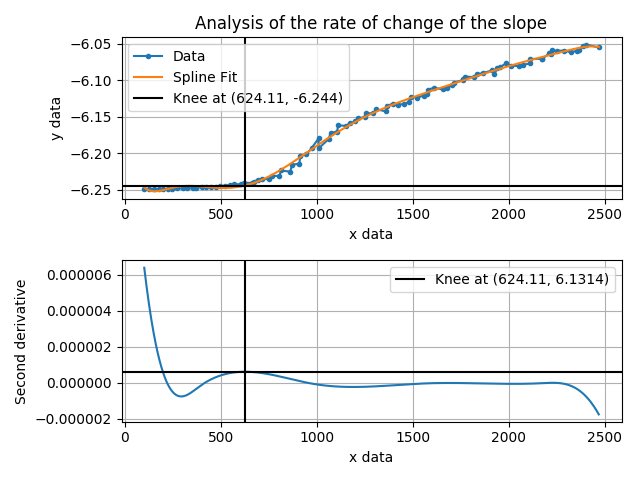 Analysis of the rate of change of the slope
−6.05
−6.10
−6.15
−6.20
−6.25
y data
Data
Spline Fit
Knee at (624.11, -6.244)
0
500
1000
1500
2000
2500
x data
0.000006
0.000004
0.000002
0.000000
−0.000002
Second derivative
Knee at (624.11, 6.1314)
0
500
1000
1500
2000
2500
x data